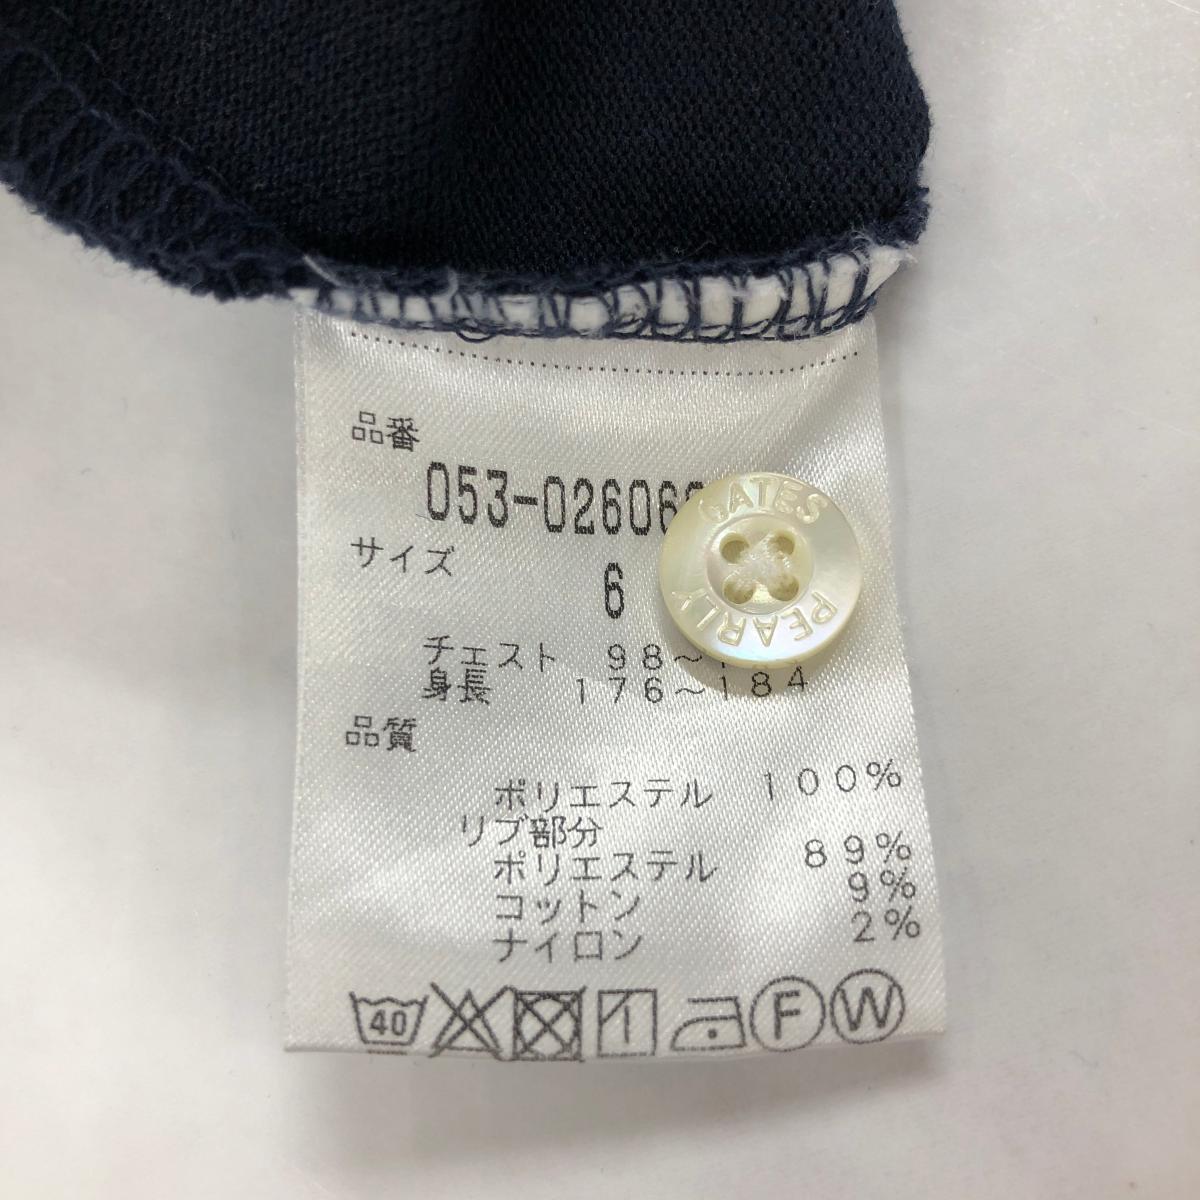 品番
053-02606
サイズ
6
チェスト 98～
身長 176～184
品質
ポリエステル 100%
リブ部分
ポリエステル 89%
コットン 9%
ナイロン 2%
40 F W
PEARLY GATES